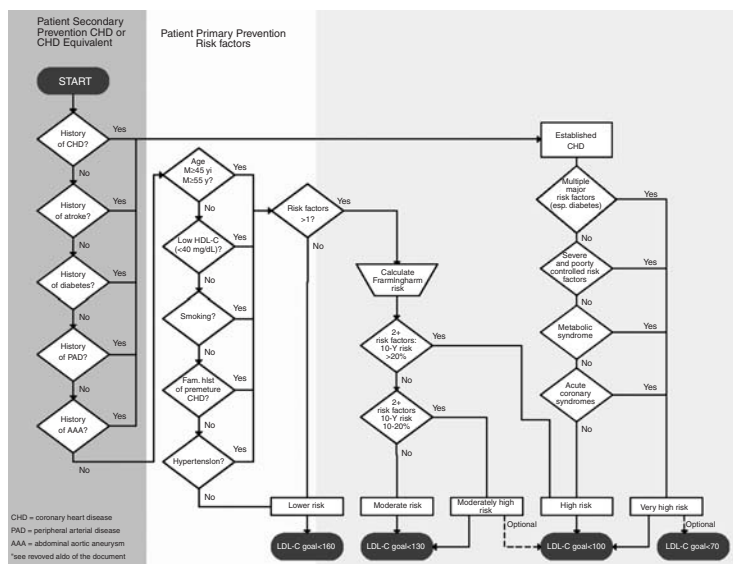 Patient Secondary
Prevention CHD or
CHD Equivalent
Patient Primary Prevention
Risk factors
START
History
of CHD?
Yes
No
History
of atroke?
Yes
No
History
of diabetes?
Yes
No
History
of PAD?
Yes
No
History
of AAA?
Yes
No
Age
M≥45 yi
M≥55 y?
Yes
No
Low HDL-C
(<40 mg/dL)?
Yes
No
Smoking?
Yes
No
Fam. hlst
of premeture
CHD?
Yes
No
Hypertenslon?
Yes
No
Risk factors
>1?
Yes
No
Calculate
Framlngharm
risk
2+
risk factors:
10-Y risk
>20%
Yes
No
2+
risk factors
10-Y risk
10-20%
Yes
No
Established
CHD
Multiple
major
risk factors
(esp. diabetes)
Yes
No
Severe
and poorty
controlled risk
factors
Yes
No
Metabolic
syndrome
Yes
No
Acute
coronary
syndromes
Yes
No
Lower risk
Moderate risk
Moderately high
risk
High risk
Very high risk
Optional
Optional
LDL-C goal<160
LDL-C goal<130
LDL-C goal<100
LDL-C goal<70
CHD = coronary heart disease
PAD = peripheral arterial disease
AAA = abdominal aortic aneurysm
*see revoved aldo of the document